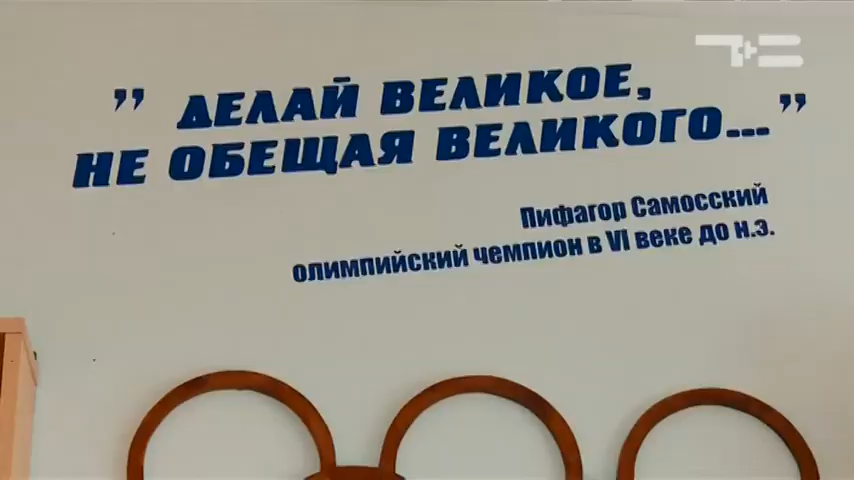 ” ДЕЛАЙ ВЕЛИКОЕ,
НЕ ОБЕЩАЯ ВЕЛИКОГО...”
Пифагор Самосский
олимпийский чемпион в VI веке до н.э.